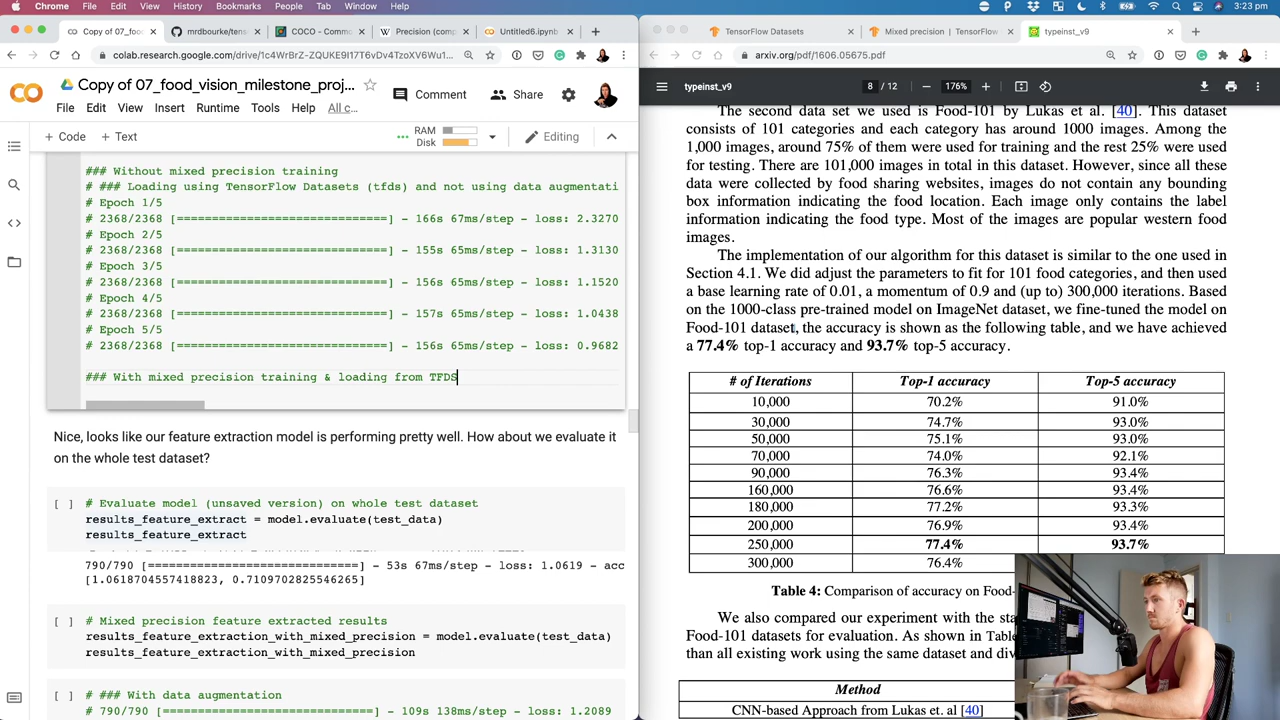 Chrome File Edit View History Bookmarks People Tab Window Help
3:23 pm
Copy of 07_foo
mrdbourke/tens
COCO - Commo
Precision (comp
Untitled6.ipynb
TensorFlow Datasets
Mixed precision | TensorFlow
typeinst_v9
colab.research.google.com/drive/1c4WrBrZ-ZQUKE9I17T6vDv4TzoXV6Wu1...
arxiv.org/pdf/1606.05675.pdf
Copy of 07_food_vision_milestone_proj...
Comment
Share
File Edit View Insert Runtime Tools Help All c...
+ Code + Text
RAM
Disk
Editing
### Without mixed precision training
# ### Loading using TensorFlow Datasets (tfds) and not using data augmentati
# Epoch 1/5
# 2368/2368 [==============================] - 166s 67ms/step - loss: 2.3270
# Epoch 2/5
# 2368/2368 [==============================] - 155s 65ms/step - loss: 1.3130
# Epoch 3/5
# 2368/2368 [==============================] - 156s 65ms/step - loss: 1.1520
# Epoch 4/5
# 2368/2368 [==============================] - 157s 65ms/step - loss: 1.0438
# Epoch 5/5
# 2368/2368 [==============================] - 156s 65ms/step - loss: 0.9682
### With mixed precision training & loading from TFDS
Nice, looks like our feature extraction model is performing pretty well. How about we evaluate it
on the whole test dataset?
[ ] # Evaluate model (unsaved version) on whole test dataset
results_feature_extract = model.evaluate(test_data)
results_feature_extract
790/790 [==============================] - 53s 67ms/step - loss: 1.0619 - acc
[1.0618704557418823, 0.7109702825546265]
[ ] # Mixed precision feature extracted results
results_feature_extraction_with_mixed_precision = model.evaluate(test_data)
results_feature_extraction_with_mixed_precision
[ ] # ### With data augmentation
# 790/790 [==============================] - 109s 138ms/step - loss: 1.2089
typeinst_v9
8 / 12
176%
The second data set we used is Food-101 by Lukas et al. [40]. This dataset
consists of 101 categories and each category has around 1000 images. Among the
1,000 images, around 75% of them were used for training and the rest 25% were used
for testing. There are 101,000 images in total in this dataset. However, since all these
data were collected by food sharing websites, images do not contain any bounding
box information indicating the food location. Each image only contains the label
information indicating the food type. Most of the images are popular western food
images.
The implementation of our algorithm for this dataset is similar to the one used in
Section 4.1. We did adjust the parameters to fit for 101 food categories, and then used
a base learning rate of 0.01, a momentum of 0.9 and (up to) 300,000 iterations. Based
on the 1000-class pre-trained model on ImageNet dataset, we fine-tuned the model on
Food-101 dataset, the accuracy is shown as the following table, and we have achieved
a 77.4% top-1 accuracy and 93.7% top-5 accuracy.
# of Iterations Top-1 accuracy Top-5 accuracy
10,000 70.2% 91.0%
30,000 74.7% 93.0%
50,000 75.1% 93.0%
70,000 74.0% 92.1%
90,000 76.3% 93.4%
160,000 76.6% 93.4%
180,000 77.2% 93.3%
200,000 76.9% 93.4%
250,000 77.4% 93.7%
300,000 76.4%
Table 4: Comparison of accuracy on Food-
We also compared our experiment with the sta
Food-101 datasets for evaluation. As shown in Table
than all existing work using the same dataset and div
Method
CNN-based Approach from Lukas et. al [40]